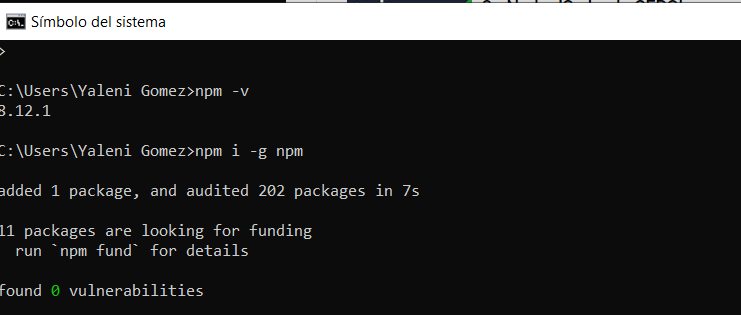 Símbolo del sistema
>
C:\Users\Yaleni Gomez>npm -v
8.12.1
C:\Users\Yaleni Gomez>npm i -g npm
added 1 package, and audited 202 packages in 7s
11 packages are looking for funding
run `npm fund` for details
found 0 vulnerabilities